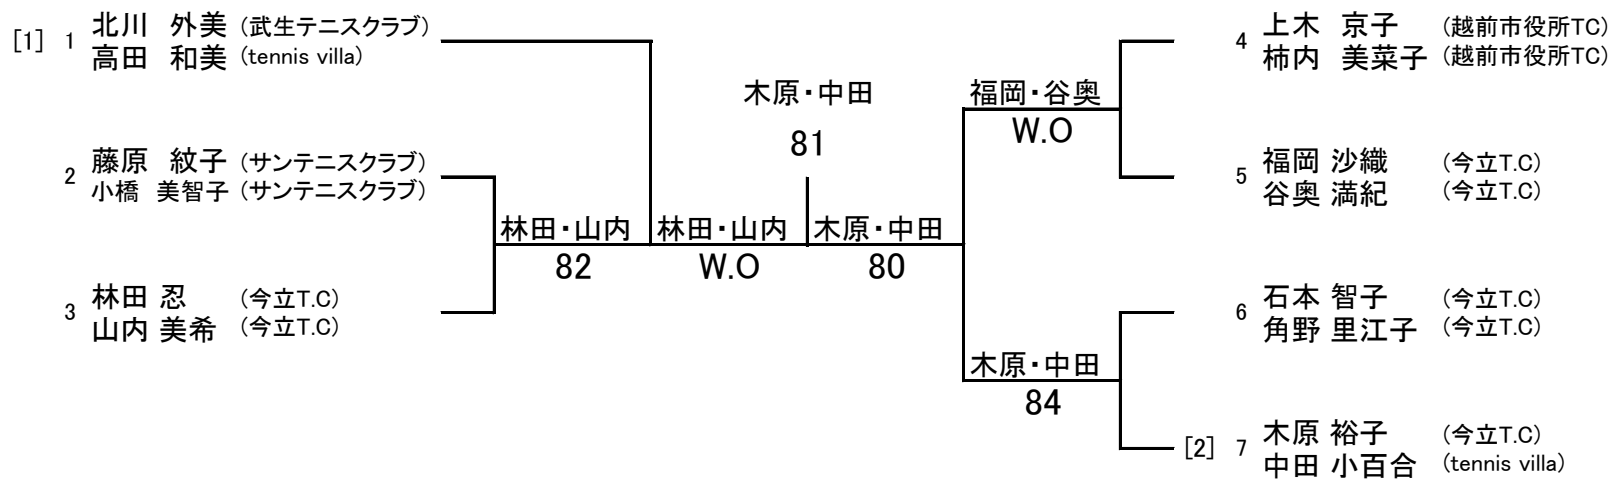 [1] 1 北川 外美 (武生テニスクラブ)
高田 和美 (tennis villa)
2 藤原 紋子 (サンテニスクラブ)
小橋 美智子 (サンテニスクラブ)
3 林田 忍 (今立T.C)
山内 美希 (今立T.C)
林田・山内
82
林田・山内
W.O
木原・中田
81
木原・中田
80
福岡・谷奥
W.O
木原・中田
84
4 上木 京子 (越前市役所TC)
柿内 美菜子 (越前市役所TC)
5 福岡 沙織 (今立T.C)
谷奥 満紀 (今立T.C)
6 石本 智子 (今立T.C)
角野 里江子 (今立T.C)
[2] 7 木原 裕子 (今立T.C)
中田 小百合 (tennis villa)